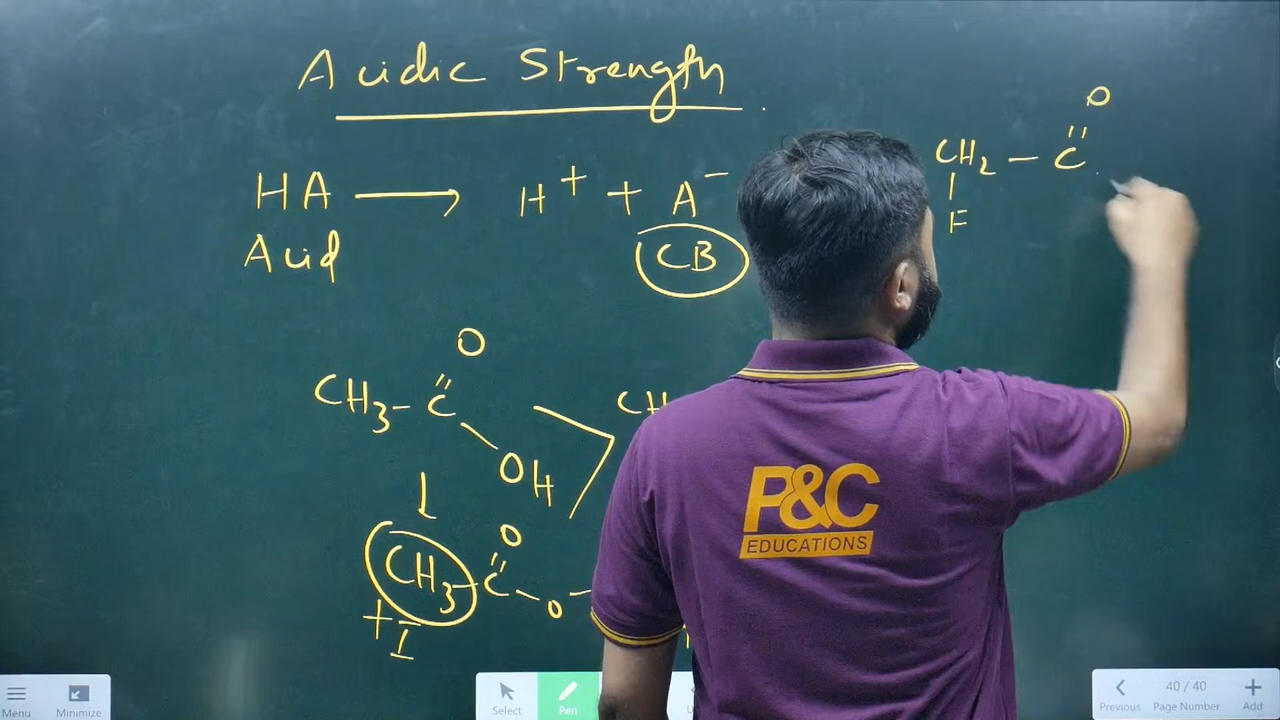 Acidic Strength
HA → H⁺ + A⁻
Acid
CB
O
CH₂ - C
F
O
CH₃ - C
OH
CH
O
CH₃ - C - O -
+I
P&C
EDUCATIONS
Menu
Minimize
Select
Pen
U
Previous
40 / 40
Page Number
Add